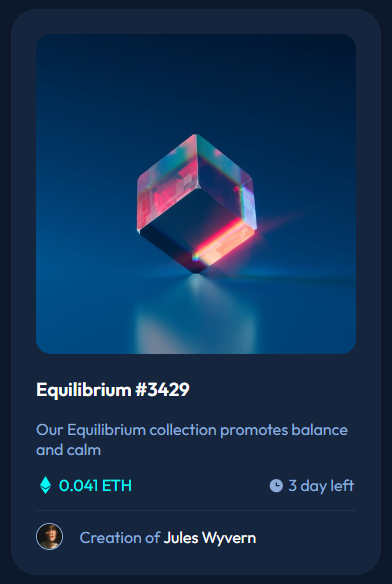 Equilibrium #3429
Our Equilibrium collection promotes balance
and calm
0.041 ETH
3 day left
Creation of Jules Wyvern